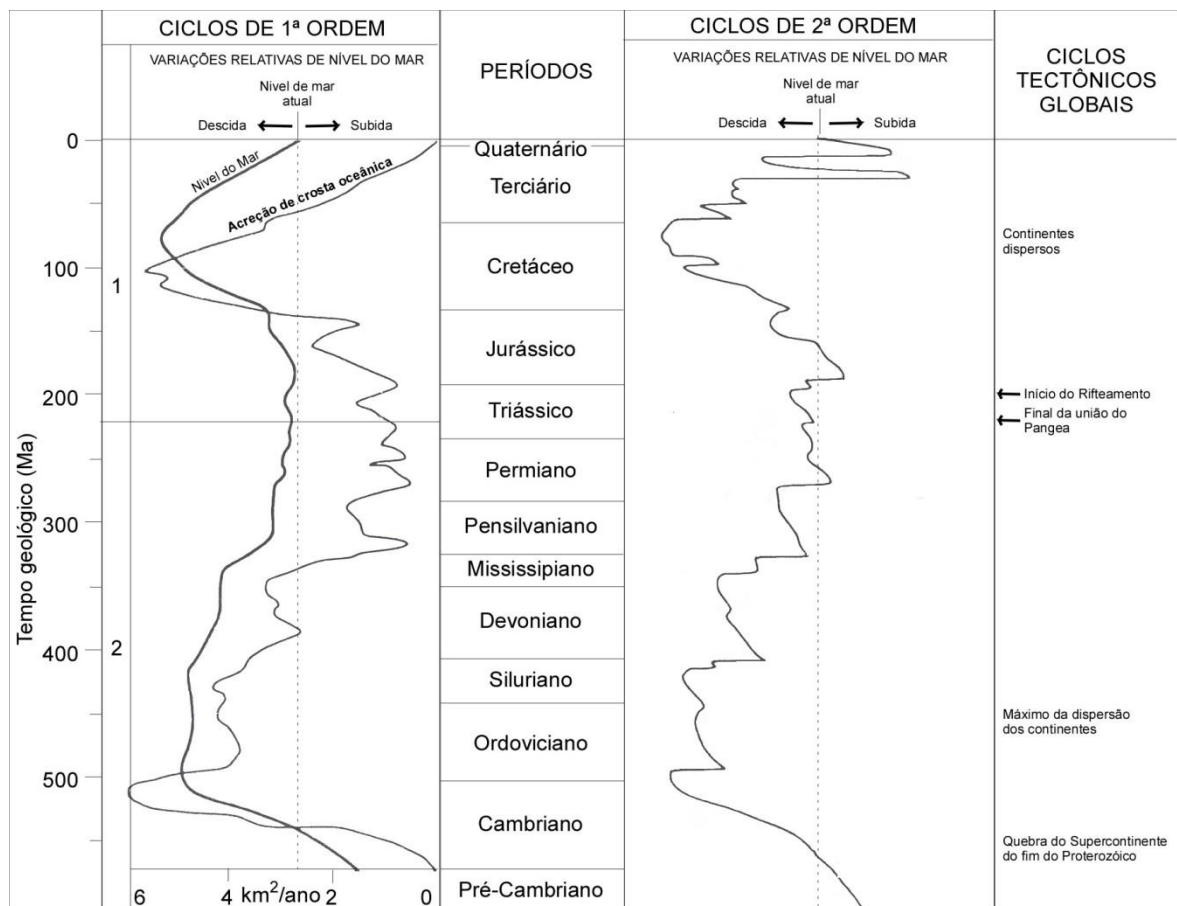 CICLOS DE 1ª ORDEM
VARIAÇÕES RELATIVAS DE NÍVEL DO MAR
Nivel de mar
atual
Descida
Subida
PERÍODOS
CICLOS DE 2ª ORDEM
VARIAÇÕES RELATIVAS DE NÍVEL DO MAR
Nivel de mar
atual
Descida
Subida
CICLOS
TECTÔNICOS
GLOBAIS
Tempo geológico (Ma)
0
100
200
300
400
500
1
2
Nivel do Mar
Acreção de crosta oceânica
6
4
km²/ano
2
0
Quaternário
Terciário
Cretáceo
Jurássico
Triássico
Permiano
Pensilvaniano
Mississipiano
Devoniano
Siluriano
Ordoviciano
Cambriano
Pré-Cambriano
Continentes
dispersos
Início do Rifteamento
Final da união do
Pangea
Máximo da dispersão
dos continentes
Quebra do Supercontinente
do fim do Proterozóico